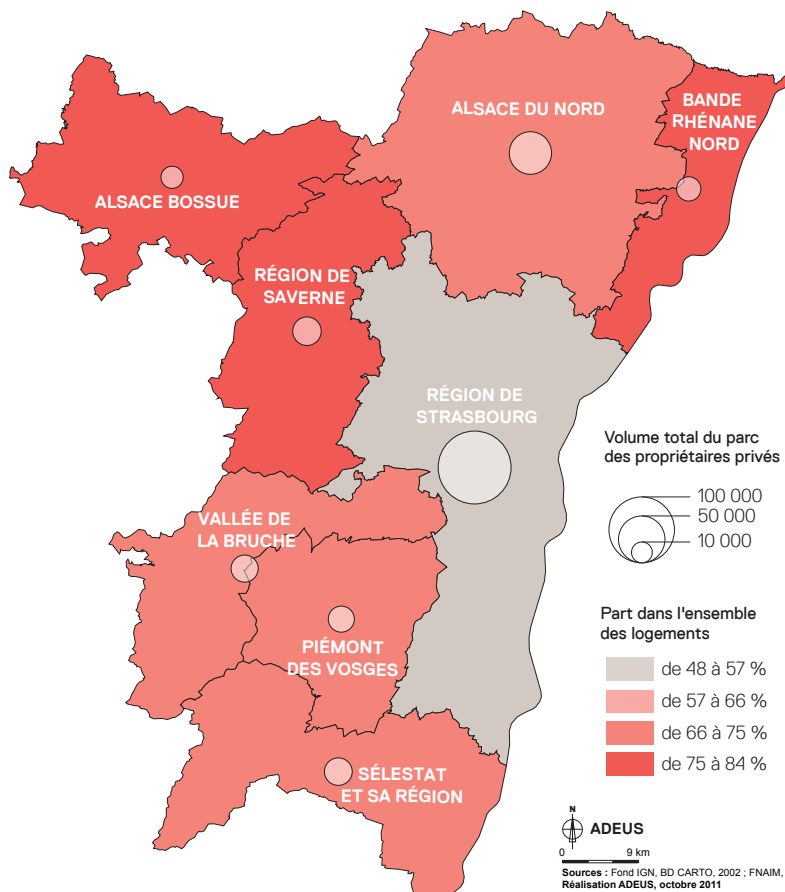 ALSACE DU NORD
BANDE
RHÉNANE
NORD
ALSACE BOSSUE
RÉGION DE
SAVERNE
RÉGION DE
STRASBOURG
VALLÉE DE
LA BRUCHE
PIÉMONT
DES VOSGES
SÉLESTAT
ET SA RÉGION
Volume total du parc
des propriétaires privés
100 000
50 000
10 000
Part dans l'ensemble
des logements
de 48 à 57 %
de 57 à 66 %
de 66 à 75 %
de 75 à 84 %
N
ADEUS
0 9 km
Sources : Fond IGN, BD CARTO, 2002 ; FNAIM,
Réalisation ADEUS, octobre 2011